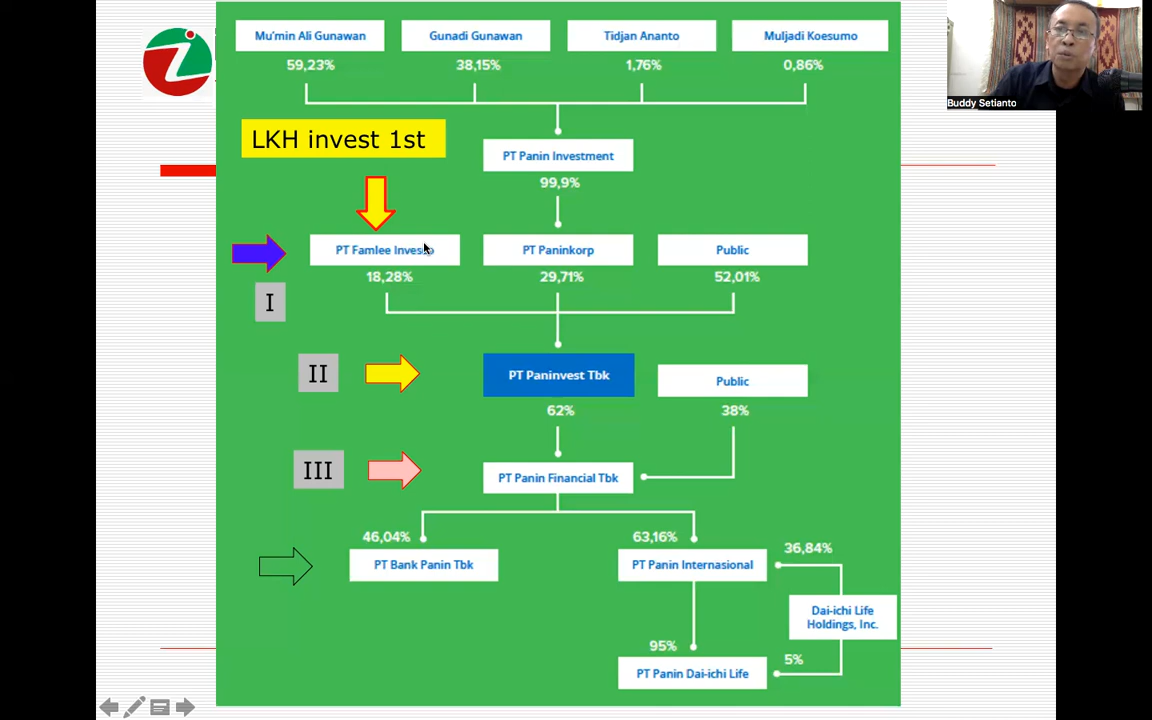 Mu'min Ali Gunawan
Gunadi Gunawan
Tidjan Ananto
Muljadi Koesumo
59,23%
38,15%
1,76%
0,86%
Buddy Setianto
LKH invest 1st
PT Panin Investment
99,9%
PT Famlee
PT Paninkorp
Public
18,28%
29,71%
52,01%
I
II
PT Paninvest Tbk
Public
62%
38%
III
PT Panin Financial Tbk
46,04%
63,16%
36,84%
PT Bank Panin Tbk
PT Panin Internasional
Dai-ichi Life
Holdings, Inc.
95%
5%
PT Panin Dai-ichi Life